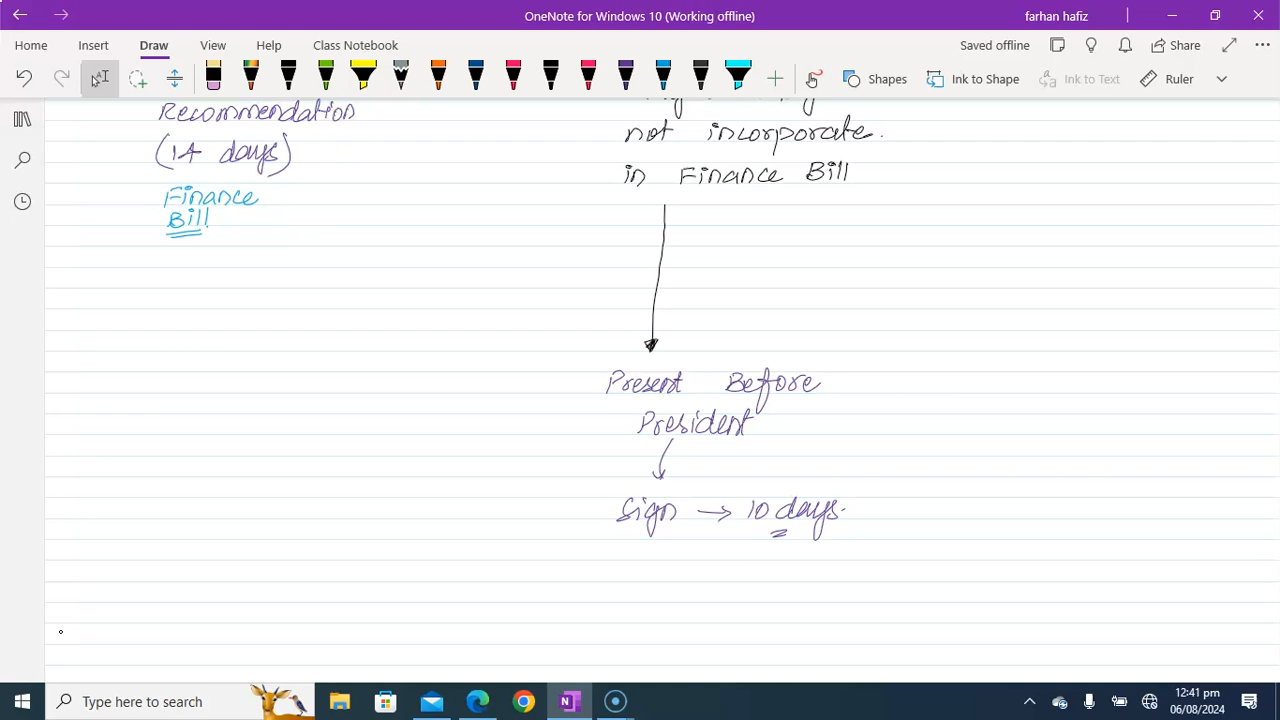 OneNote for Windows 10 (Working offline)
farhan hafiz
Home Insert Draw View Help Class Notebook
Saved offline
Share
Shapes
Ink to Shape
Ink to Text
Ruler
Recommendation
(14 days)
Finance
Bill
not incorporate.
in Finance Bill
Present Before
President
Sign → 10 days.
Type here to search
12:41 pm
06/08/2024